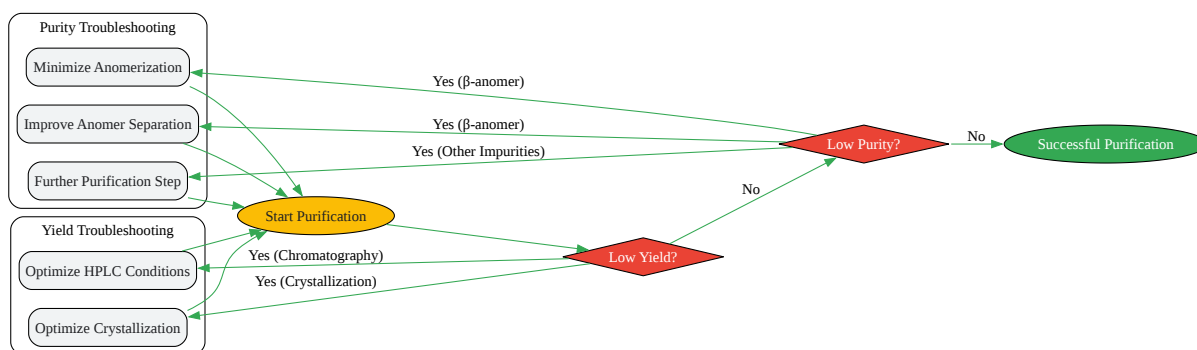 Purity Troubleshooting
Minimize Anomerization
Improve Anomer Separation
Further Purification Step
Yield Troubleshooting
Optimize HPLC Conditions
Optimize Crystallization
Start Purification
Yes (β-anomer)
Yes (β-anomer)
Yes (Other Impurities)
Yes (Chromatography)
Yes (Crystallization)
Low Yield?
No
Low Purity?
No
Successful Purification